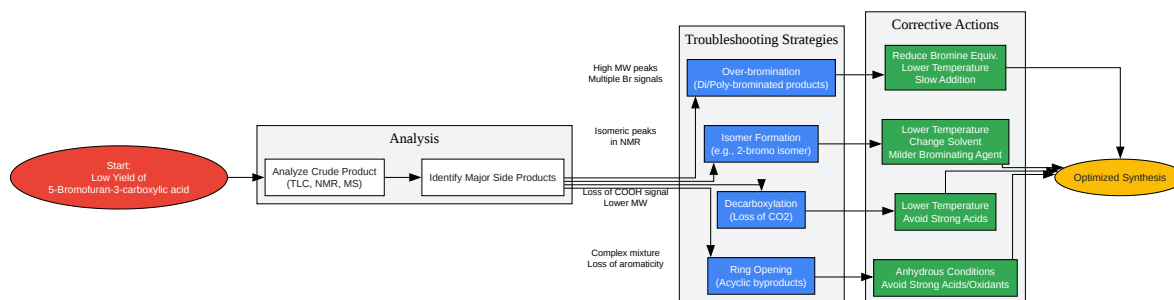 Start:
Low Yield of
5-Bromofuran-3-carboxylic acid
Analysis
Analyze Crude Product
(TLC, NMR, MS)
Identify Major Side Products
High MW peaks
Multiple Br signals
Isomeric peaks
in NMR
Loss of COOH signal
Lower MW
Complex mixture
Loss of aromaticity
Troubleshooting Strategies
Over-bromination
(Di/Poly-brominated products)
Isomer Formation
(e.g., 2-bromo isomer)
Decarboxylation
(Loss of CO2)
Ring Opening
(Acyclic byproducts)
Corrective Actions
Reduce Bromine Equiv.
Lower Temperature
Slow Addition
Lower Temperature
Change Solvent
Milder Brominating Agent
Lower Temperature
Avoid Strong Acids
Anhydrous Conditions
Avoid Strong Acids/Oxidants
Optimized Synthesis